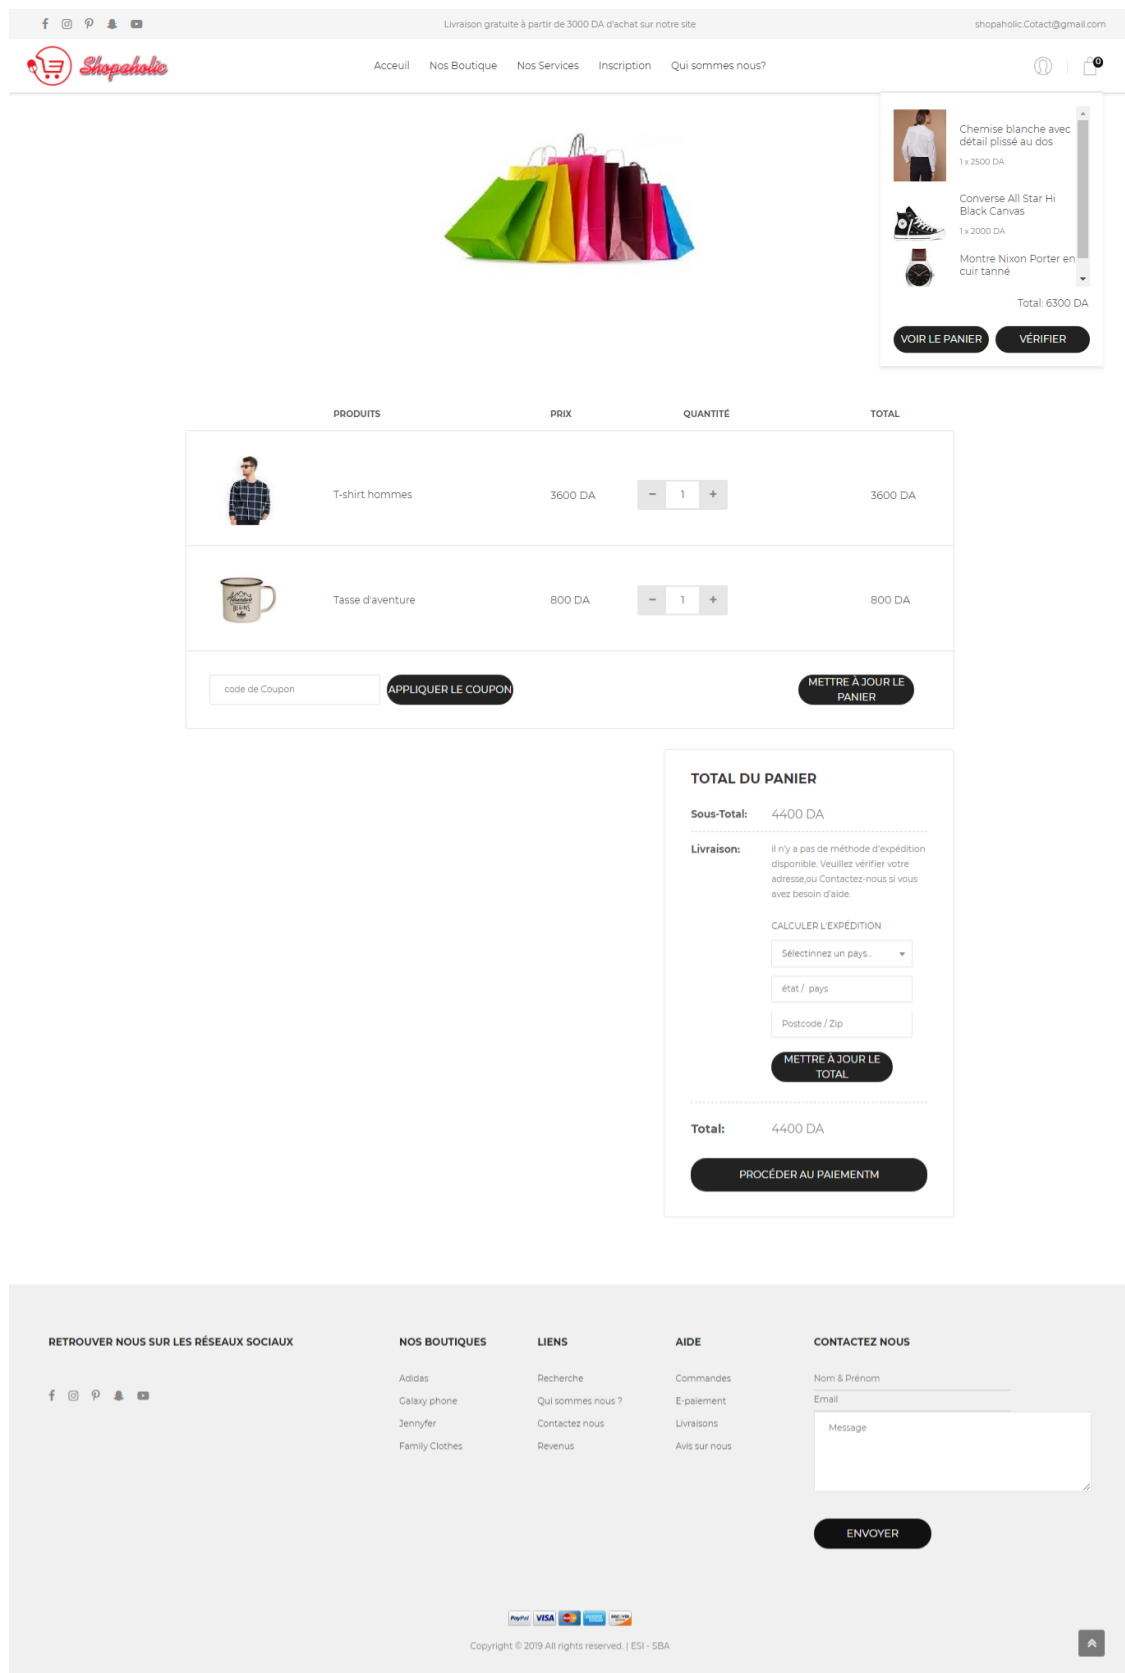 Livraison gratuite à partir de 3000 DA d'achat sur notre site
shopaholic.Cotact@gmail.com
Shopaholic
Acceuil
Nos Boutique
Nos Services
Inscription
Qui sommes nous?
0
Chemise blanche avec
détail plissé au dos
1 x 2500 DA
Converse All Star Hi
Black Canvas
1 x 2000 DA
Montre Nixon Porter en
cuir tanné
Total: 6300 DA
VOIR LE PANIER
VÉRIFIER
PRODUITS
PRIX
QUANTITÉ
TOTAL
T-shirt hommes
3600 DA
− 1 +
3600 DA
Adventure
BEGINS
Tasse d'aventure
800 DA
− 1 +
800 DA
code de Coupon
APPLIQUER LE COUPON
METTRE À JOUR LE
PANIER
TOTAL DU PANIER
Sous-Total:
4400 DA
Livraison:
il n'y a pas de méthode d'expédition
disponible. Veuillez vérifier votre
adresse,ou Contactez-nous si vous
avez besoin d'aide.
CALCULER L'EXPÉDITION
Sélectinnez un pays...
état / pays
Postcode / Zip
METTRE À JOUR LE
TOTAL
Total:
4400 DA
PROCÉDER AU PAIEMENTM
RETROUVER NOUS SUR LES RÉSEAUX SOCIAUX
NOS BOUTIQUES
Adidas
Galaxy phone
Jennyfer
Family Clothes
LIENS
Recherche
Qui sommes nous ?
Contactez nous
Revenus
AIDE
Commandes
E-paiement
Livraisons
Avis sur nous
CONTACTEZ NOUS
Nom & Prénom
Email
Message
ENVOYER
PayPal
VISA
DISCOVER
Copyright © 2019 All rights reserved. | ESI - SBA